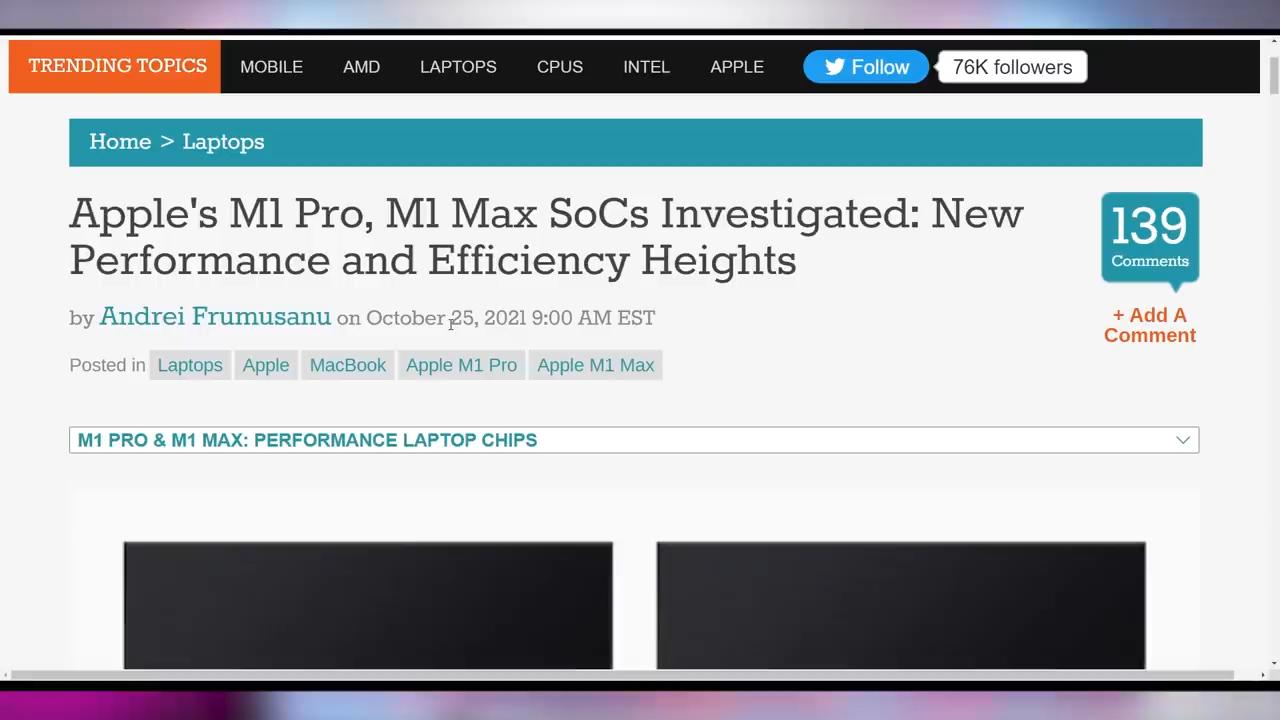 TRENDING TOPICS MOBILE AMD LAPTOPS CPUS INTEL APPLE Follow 76K followers
Home > Laptops
Apple's M1 Pro, M1 Max SoCs Investigated: New
Performance and Efficiency Heights
139
Comments
+ Add A
Comment
by Andrei Frumusanu on October 25, 2021 9:00 AM EST
Posted in Laptops Apple MacBook Apple M1 Pro Apple M1 Max
M1 PRO & M1 MAX: PERFORMANCE LAPTOP CHIPS